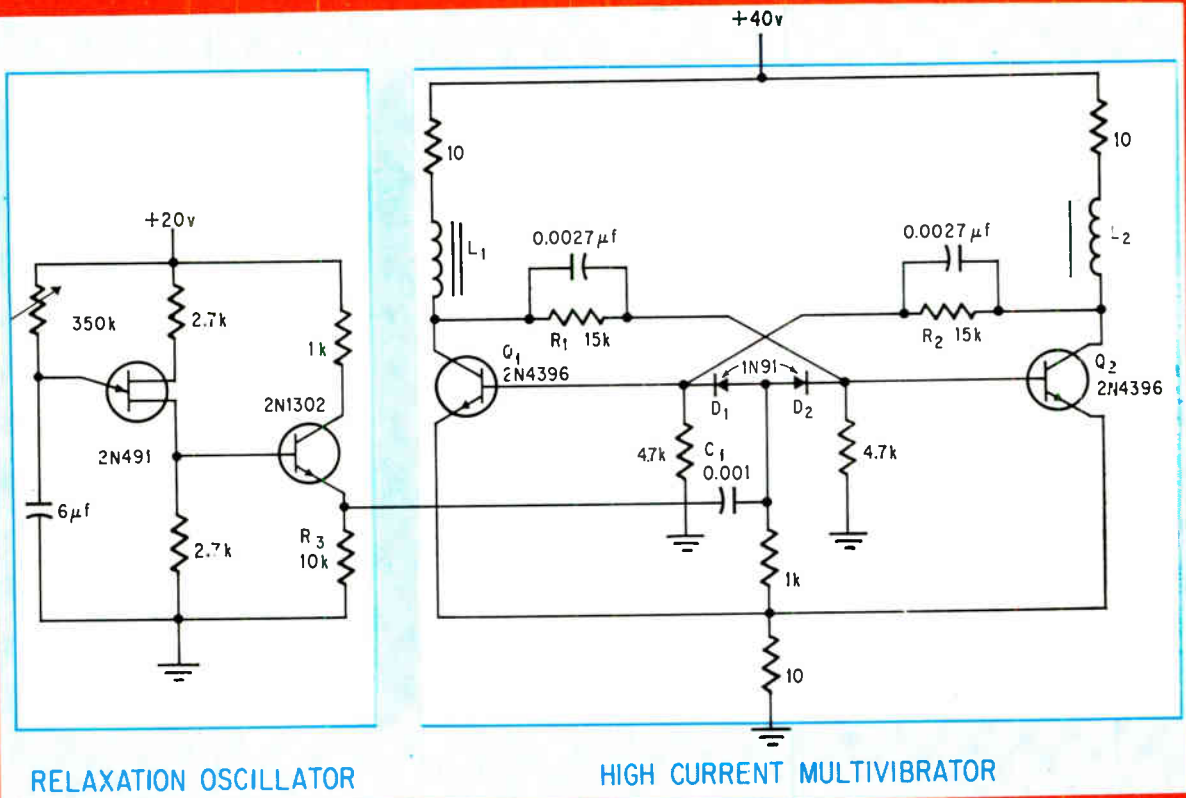 +40v
10
10
+20v
350k
2.7k
1k
2N491
2N1302
6µf
2.7k
R3
10k
L1
0.0027µf
R1 15k
0.0027µf
R2 15k
L2
Q1
2N4396
1N91
D1
D2
Q2
2N4396
4.7k
C1
0.001
4.7k
1k
10
RELAXATION OSCILLATOR
HIGH CURRENT MULTIVIBRATOR